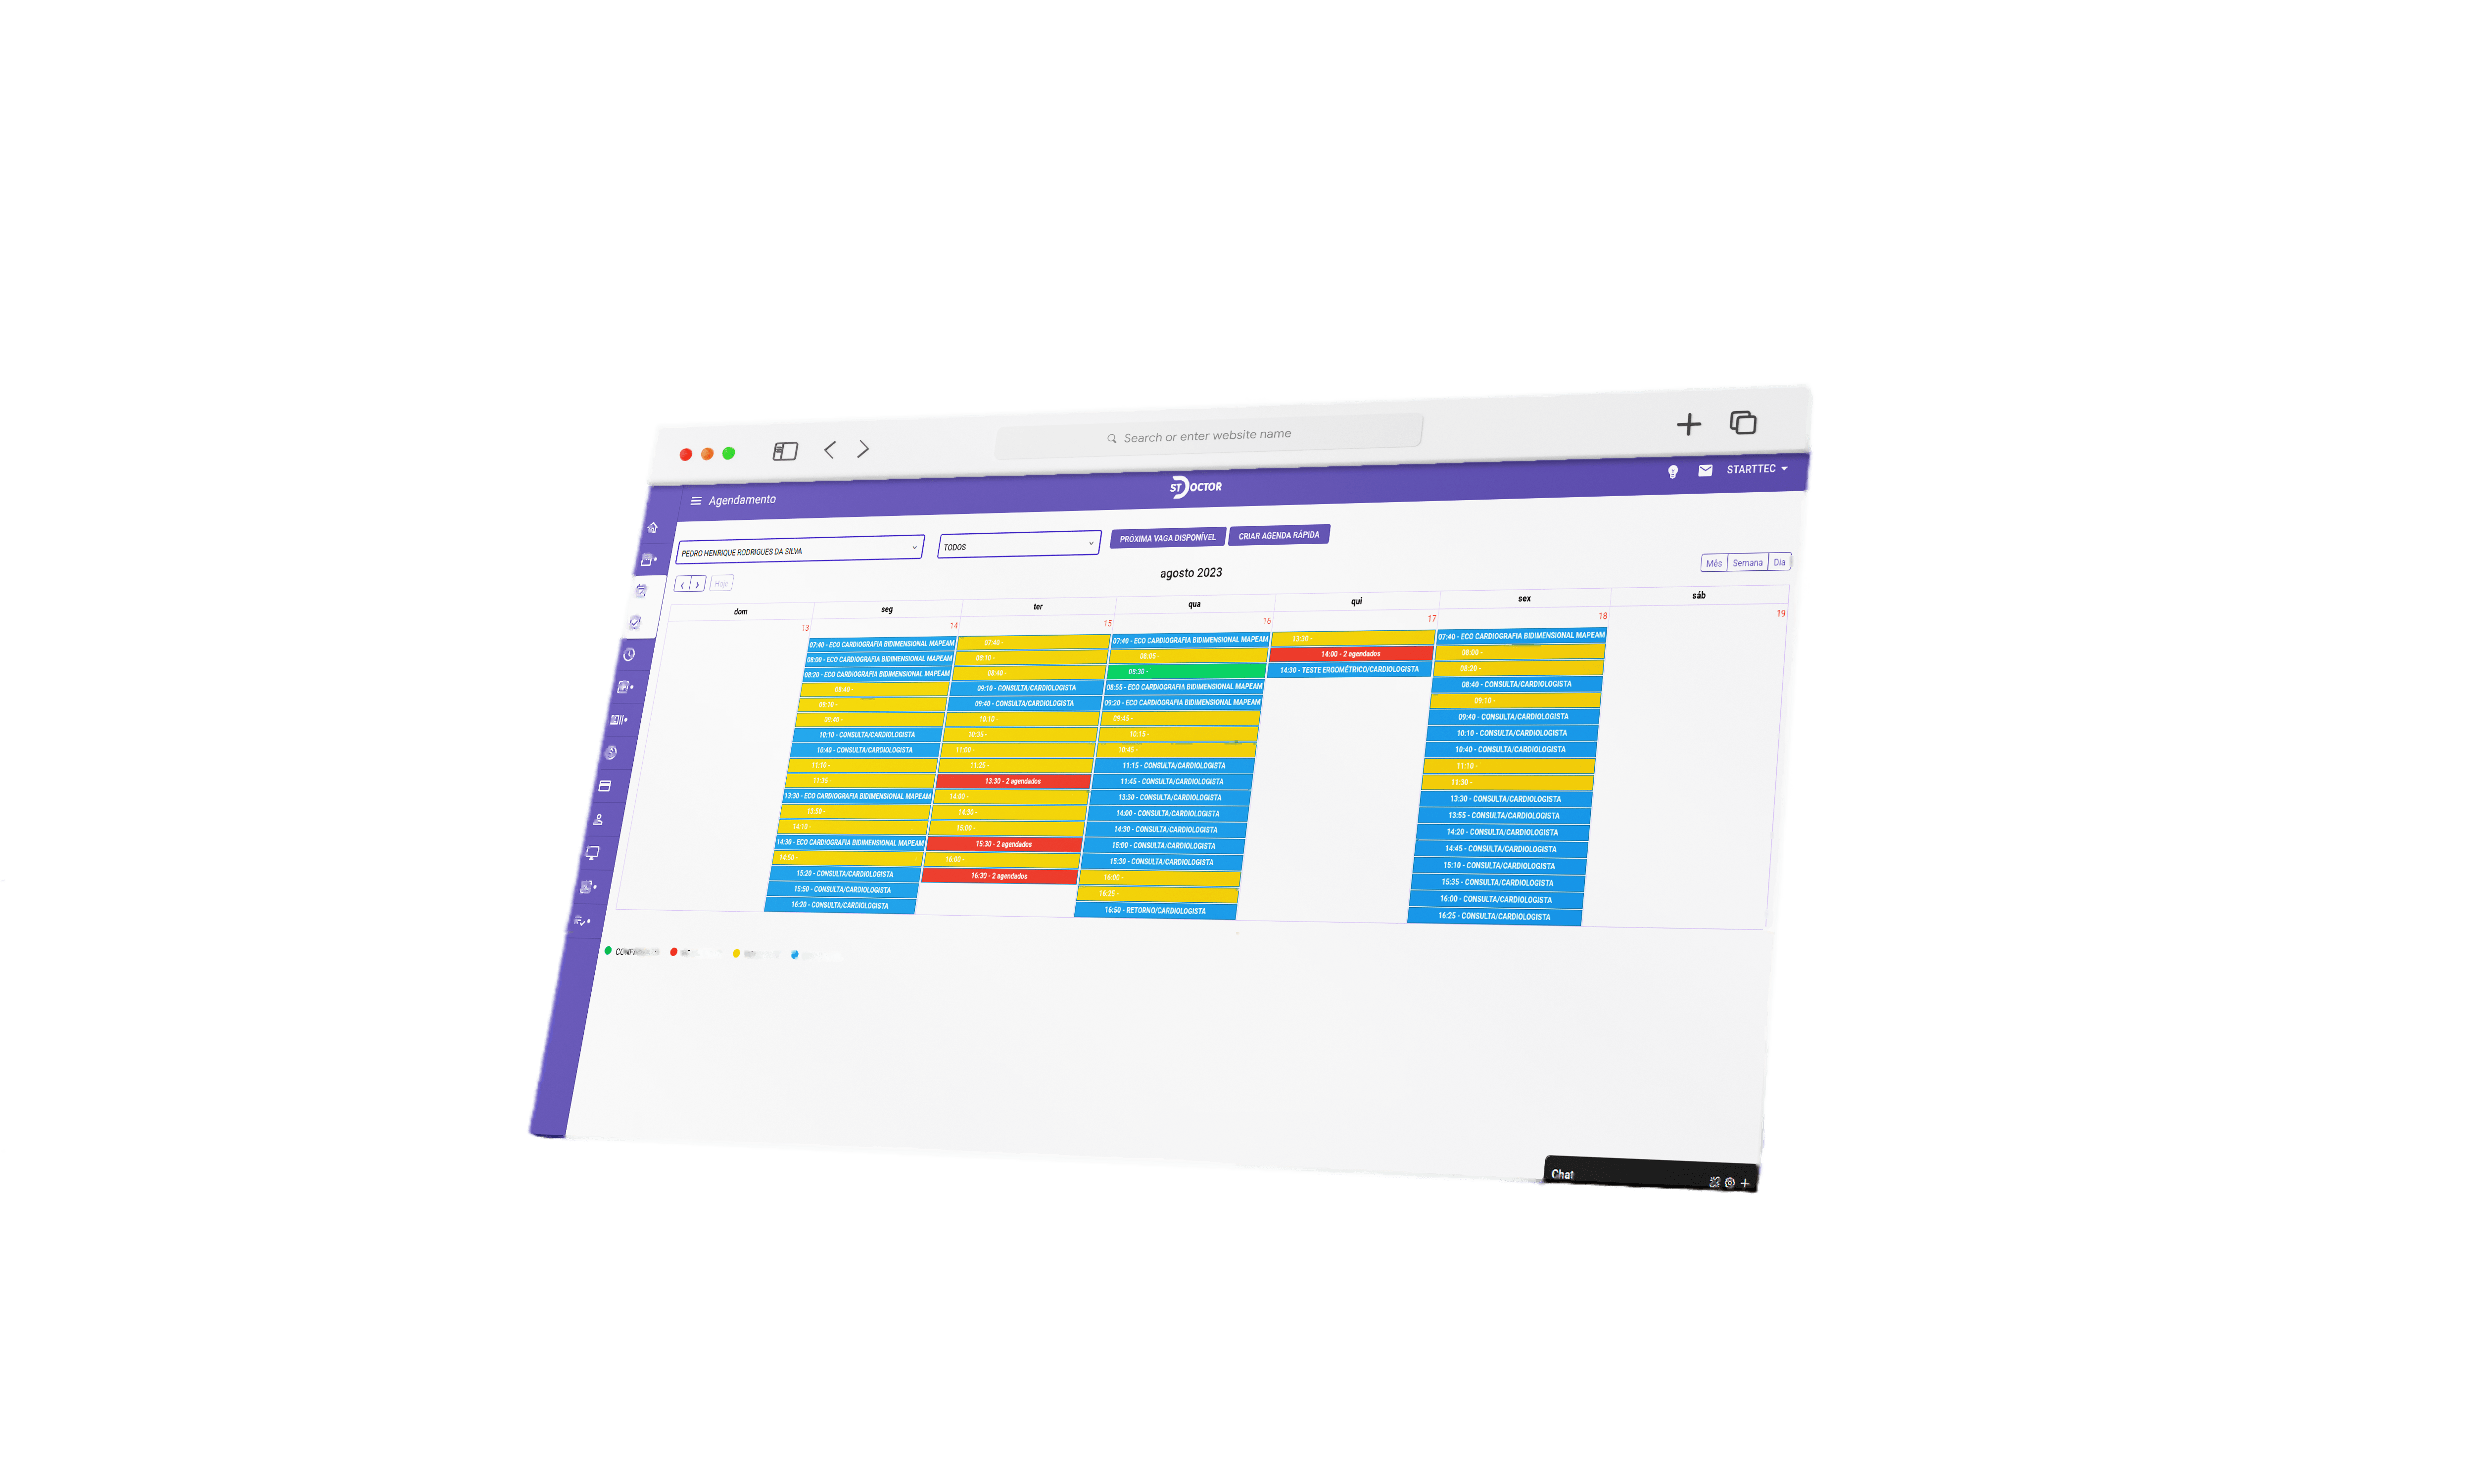 Search or enter website name
Agendamento
ST DOCTOR
STARTTEC
PEDRO HENRIQUE RODRIGUES DA SILVA
TODOS
PRÓXIMA VAGA DISPONÍVEL
CRIAR AGENDA RÁPIDA
Hoje
agosto 2023
Mês Semana Dia
dom seg ter qua qui sex sáb
13 14 15 16 17 18 19
07:40 - ECO CARDIOGRAFIA BIDIMENSIONAL MAPEAM
08:00 - ECO CARDIOGRAFIA BIDIMENSIONAL MAPEAM
08:20 - ECO CARDIOGRAFIA BIDIMENSIONAL MAPEAM
08:40 -
09:10 -
09:40 -
10:10 - CONSULTA/CARDIOLOGISTA
10:40 - CONSULTA/CARDIOLOGISTA
11:10 -
11:35 -
13:30 - ECO CARDIOGRAFIA BIDIMENSIONAL MAPEAM
13:50 -
14:10 -
14:30 - ECO CARDIOGRAFIA BIDIMENSIONAL MAPEAM
14:50 -
15:20 - CONSULTA/CARDIOLOGISTA
15:50 - CONSULTA/CARDIOLOGISTA
16:20 - CONSULTA/CARDIOLOGISTA
07:40 -
08:10 -
08:40 -
09:10 - CONSULTA/CARDIOLOGISTA
09:40 - CONSULTA/CARDIOLOGISTA
10:10 -
10:35 -
11:00 -
11:25 -
13:30 - 2 agendados
14:00 -
14:30 -
15:00 -
15:30 - 2 agendados
16:00 -
16:30 - 2 agendados
07:40 - ECO CARDIOGRAFIA BIDIMENSIONAL MAPEAM
08:05 -
08:30 -
08:55 - ECO CARDIOGRAFIA BIDIMENSIONAL MAPEAM
09:20 - ECO CARDIOGRAFIA BIDIMENSIONAL MAPEAM
09:45 -
10:15 -
10:45 -
11:15 - CONSULTA/CARDIOLOGISTA
11:45 - CONSULTA/CARDIOLOGISTA
13:30 - CONSULTA/CARDIOLOGISTA
14:00 - CONSULTA/CARDIOLOGISTA
14:30 - CONSULTA/CARDIOLOGISTA
15:00 - CONSULTA/CARDIOLOGISTA
15:30 - CONSULTA/CARDIOLOGISTA
16:00 -
16:25 -
16:50 - RETORNO/CARDIOLOGISTA
13:30 -
14:00 - 2 agendados
14:30 - TESTE ERGOMÉTRICO/CARDIOLOGISTA
07:40 - ECO CARDIOGRAFIA BIDIMENSIONAL MAPEAM
08:00 -
08:20 -
08:40 - CONSULTA/CARDIOLOGISTA
09:10 -
09:40 - CONSULTA/CARDIOLOGISTA
10:10 - CONSULTA/CARDIOLOGISTA
10:40 - CONSULTA/CARDIOLOGISTA
11:10 -
11:30 -
13:30 - CONSULTA/CARDIOLOGISTA
13:55 - CONSULTA/CARDIOLOGISTA
14:20 - CONSULTA/CARDIOLOGISTA
14:45 - CONSULTA/CARDIOLOGISTA
15:10 - CONSULTA/CARDIOLOGISTA
15:35 - CONSULTA/CARDIOLOGISTA
16:00 - CONSULTA/CARDIOLOGISTA
16:25 - CONSULTA/CARDIOLOGISTA
Chat